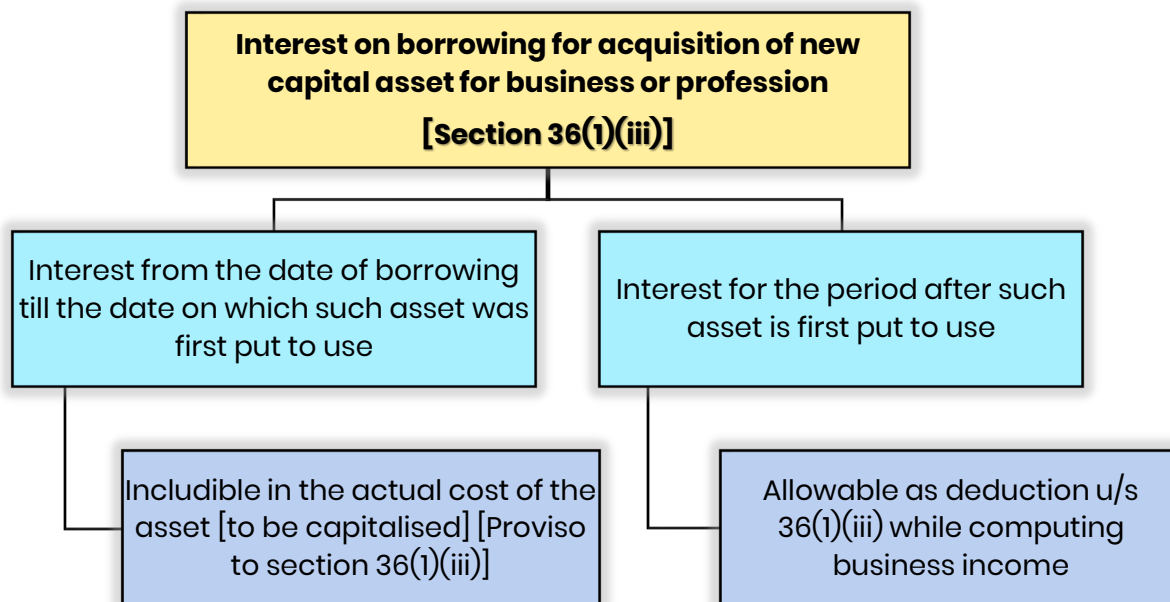 Interest on borrowing for acquisition of new
capital asset for business or profession
[Section 36(1)(iii)]
Interest from the date of borrowing
till the date on which such asset was
first put to use
Interest for the period after such
asset is first put to use
Includible in the actual cost of the
asset [to be capitalised] [Proviso
to section 36(1)(iii)]
Allowable as deduction u/s
36(1)(iii) while computing
business income